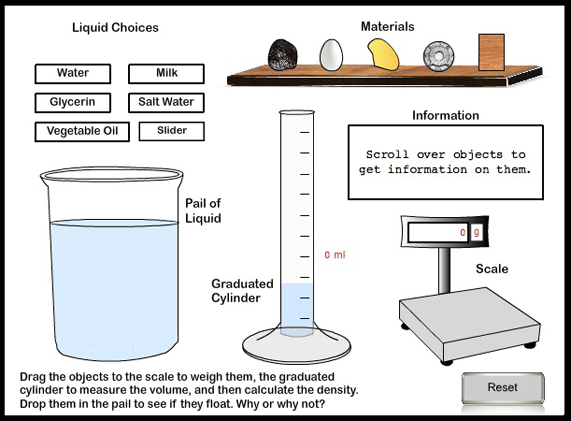 Liquid Choices
Materials
Water
Milk
Glycerin
Salt Water
Vegetable Oil
Slider
Information
Scroll over objects to
get information on them.
Pail of
Liquid
0 g
0 ml
Scale
Graduated
Cylinder
Drag the objects to the scale to weigh them, the graduated
cylinder to measure the volume, and then calculate the density.
Drop them in the pail to see if they float. Why or why not?
Reset